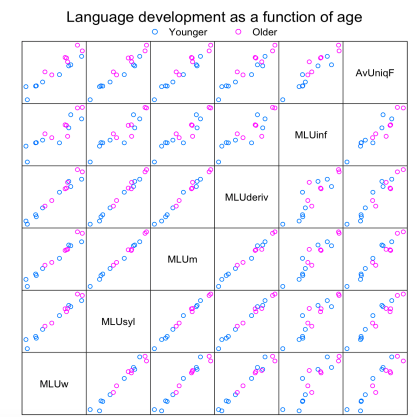 Language development as a function of age
Younger Older
AvUniqF
MLUinf
MLUderiv
MLUm
MLUsyl
MLUw